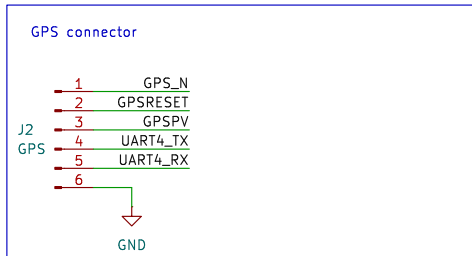 GPS connector
1 GPS_N
2 GPSRESET
3 GPSPV
J2
4 UART4_TX
GPS
5 UART4_RX
6
GND